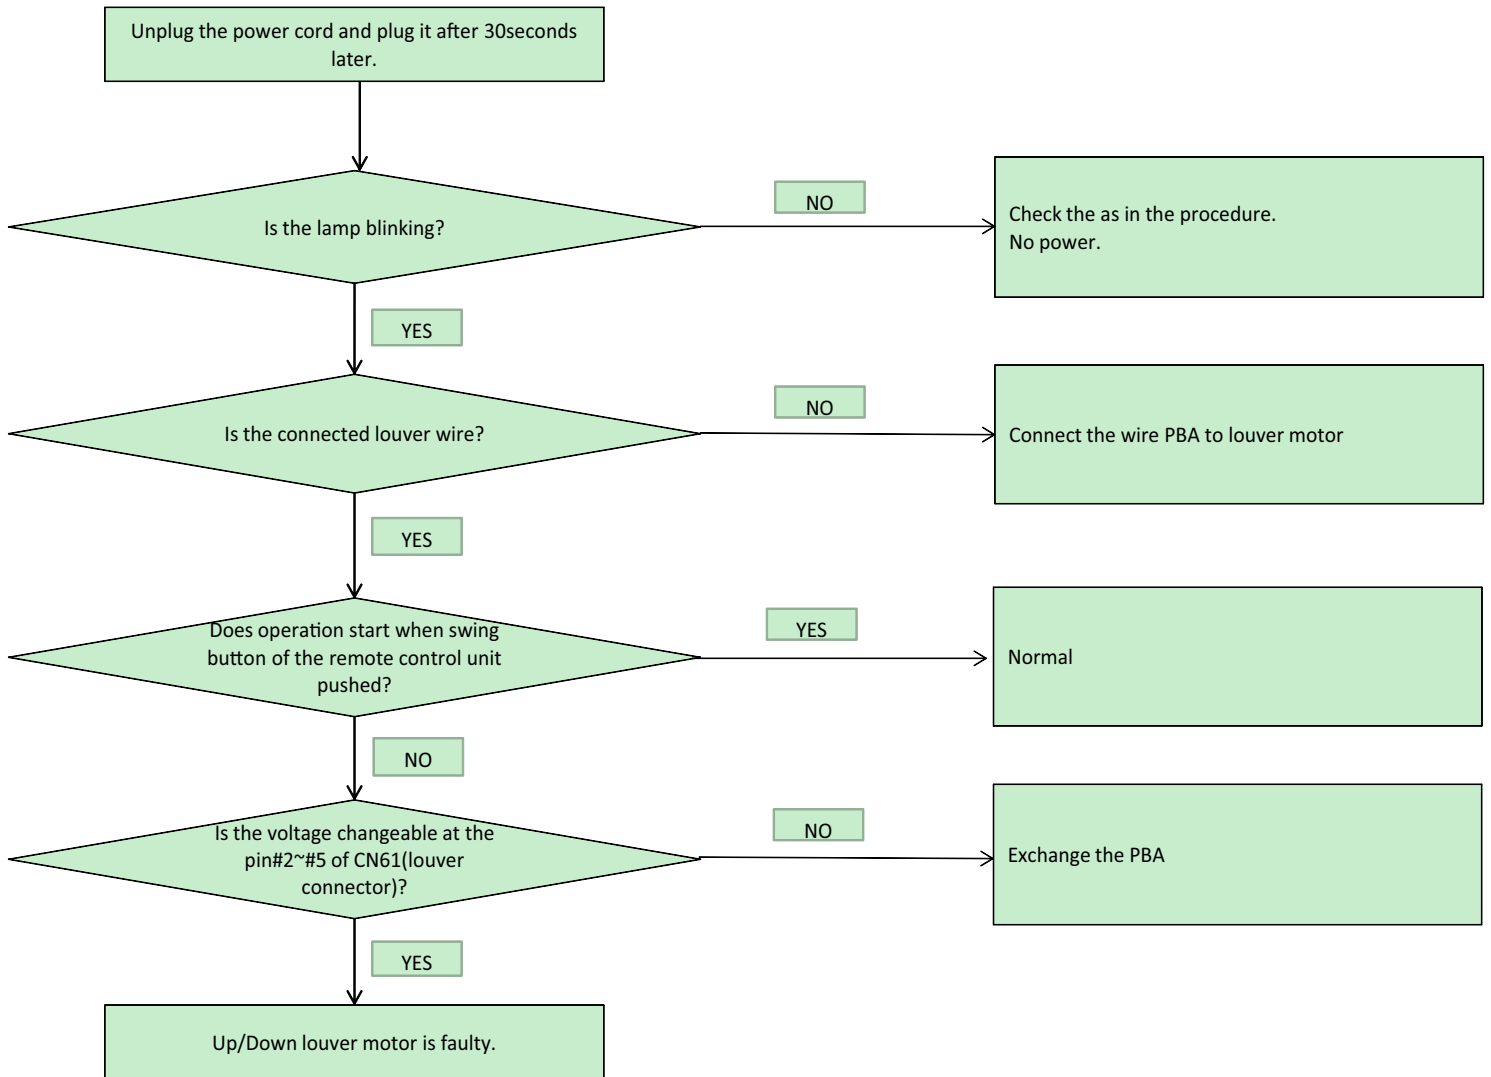 Unplug the power cord and plug it after 30seconds
later.
Is the lamp blinking?
NO
Check the as in the procedure.
No power.
YES
Is the connected louver wire?
NO
Connect the wire PBA to louver motor
YES
Does operation start when swing
button of the remote control unit
pushed?
YES
Normal
NO
Is the voltage changeable at the
pin#2~#5 of CN61(louver
connector)?
NO
Exchange the PBA
YES
Up/Down louver motor is faulty.